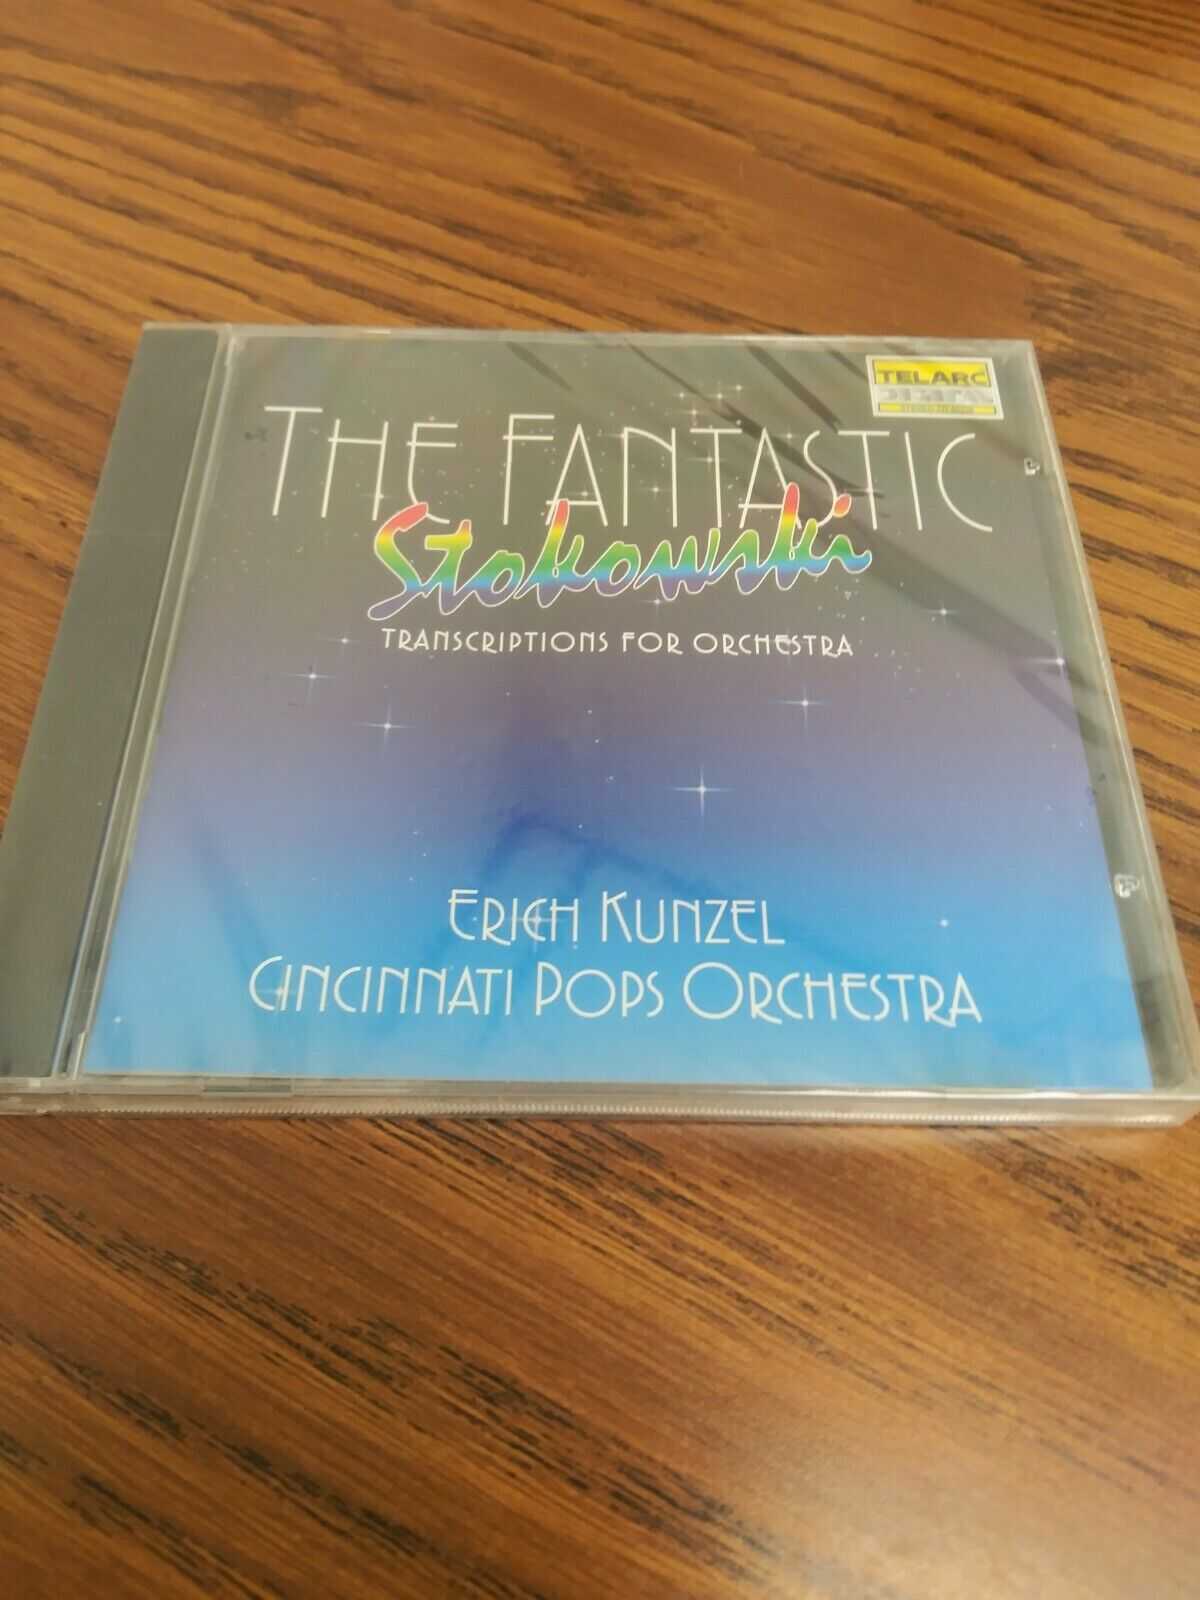 TELARC
THE FANTASTIC
Stokowski
TRANSCRIPTIONS FOR ORCHESTRA
ERICH KUNZEL
CINCINNATI POPS ORCHESTRA